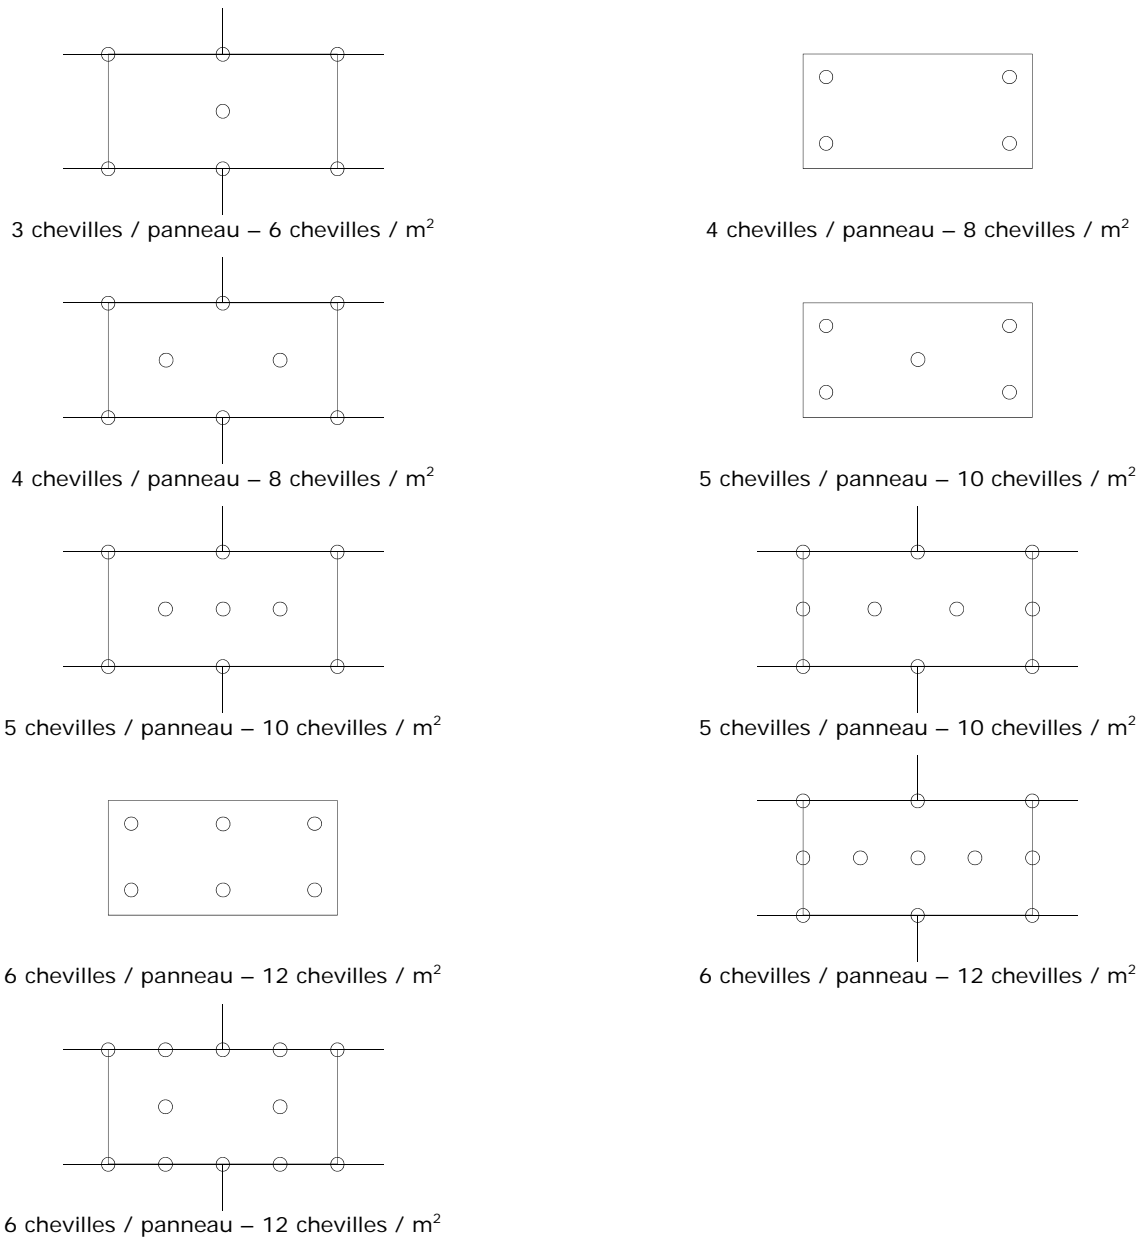 3 chevilles / panneau – 6 chevilles / m²
4 chevilles / panneau – 8 chevilles / m²
4 chevilles / panneau – 8 chevilles / m²
5 chevilles / panneau – 10 chevilles / m²
5 chevilles / panneau – 10 chevilles / m²
5 chevilles / panneau – 10 chevilles / m²
6 chevilles / panneau – 12 chevilles / m²
6 chevilles / panneau – 12 chevilles / m²
6 chevilles / panneau – 12 chevilles / m²